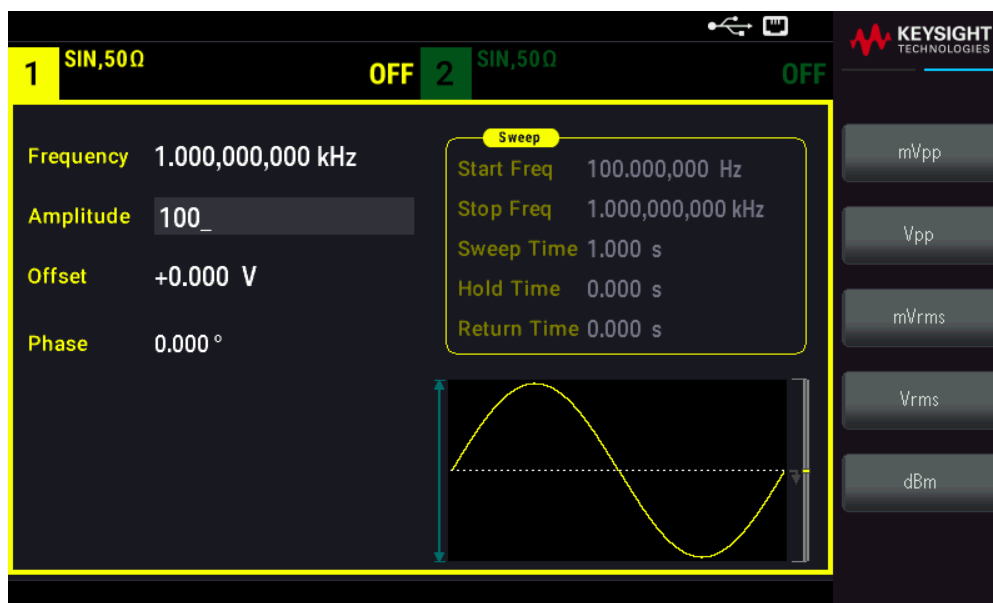 KEYSIGHT
TECHNOLOGIES
1 SIN,50Ω OFF
2 SIN,50Ω OFF
Frequency 1.000,000,000 kHz
Amplitude 100_
Offset +0.000 V
Phase 0.000 °
Sweep
Start Freq 100.000,000 Hz
Stop Freq 1.000,000,000 kHz
Sweep Time 1.000 s
Hold Time 0.000 s
Return Time 0.000 s
mVpp
Vpp
mVrms
Vrms
dBm